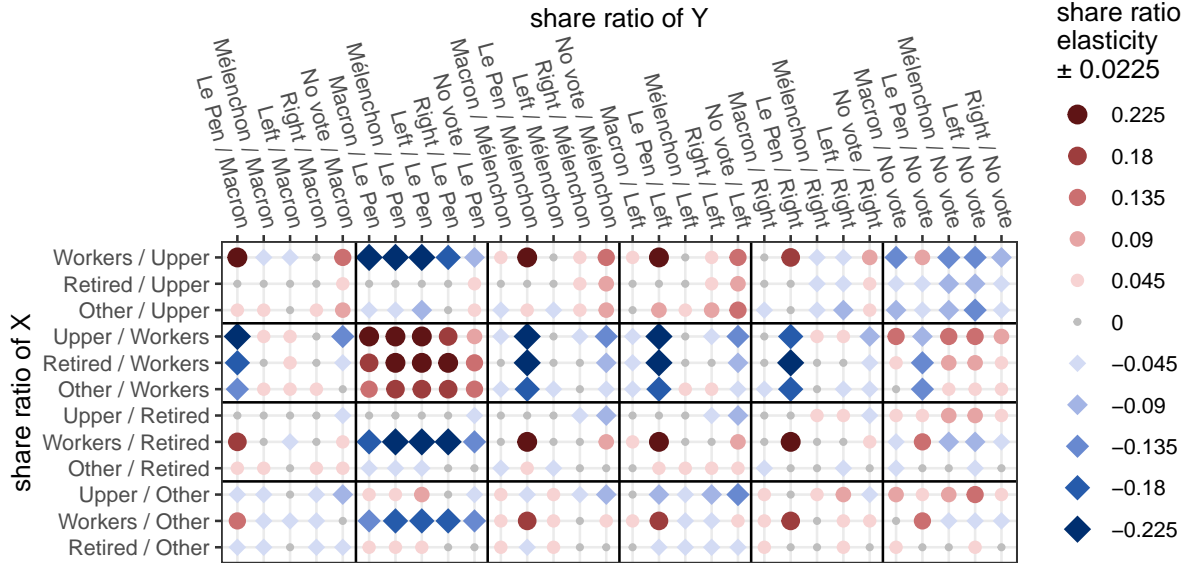 share ratio of Y
Le Pen / Macron
Mélenchon / Macron
Left / Macron
Right / Macron
No vote / Macron
Macron / Le Pen
Mélenchon / Le Pen
Left / Le Pen
Right / Le Pen
No vote / Le Pen
Macron / Mélenchon
Le Pen / Mélenchon
Left / Mélenchon
Right / Mélenchon
No vote / Mélenchon
Macron / Left
Le Pen / Left
Mélenchon / Left
Right / Left
No vote / Left
Macron / Right
Le Pen / Right
Mélenchon / Right
Left / Right
No vote / Right
Macron / No vote
Le Pen / No vote
Mélenchon / No vote
Left / No vote
Right / No vote
share ratio of X
Workers / Upper
Retired / Upper
Other / Upper
Upper / Workers
Retired / Workers
Other / Workers
Upper / Retired
Workers / Retired
Other / Retired
Upper / Other
Workers / Other
Retired / Other
share ratio
elasticity
± 0.0225
0.225
0.18
0.135
0.09
0.045
0
−0.045
−0.09
−0.135
−0.18
−0.225